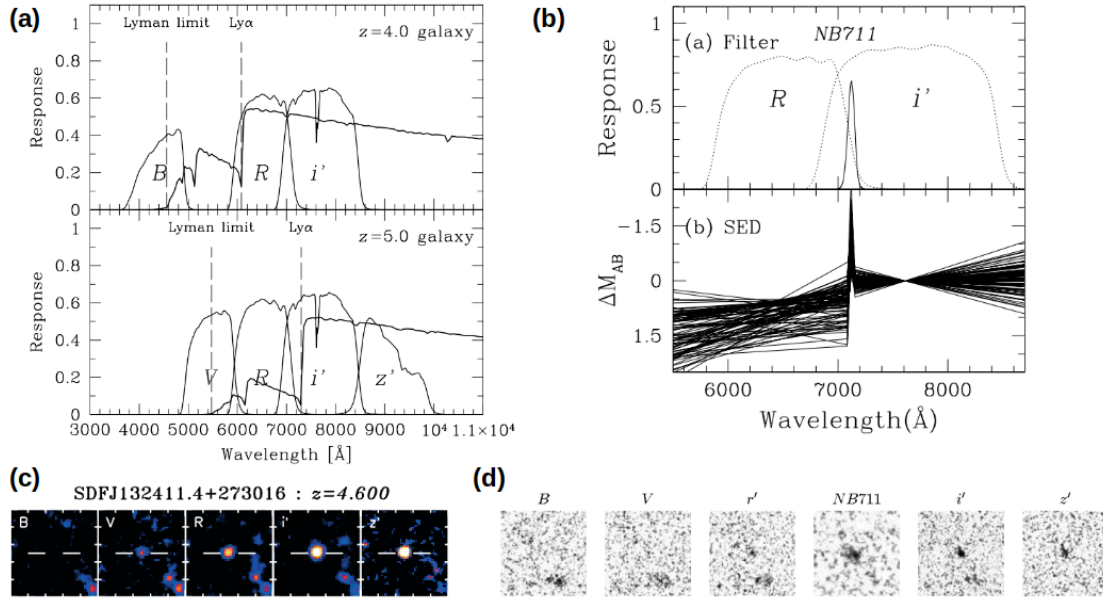 (a)
Lyman limit Lyα
z=4.0 galaxy
Response
1
0.8
0.6
0.4
0.2
0
B R i'
Lyman limit Lyα
z=5.0 galaxy
Response
1
0.8
0.6
0.4
0.2
0
V R i' z'
3000 4000 5000 6000 7000 8000 9000 10⁴ 1.1×10⁴
Wavelength [Å]
(b)
NB711
(a) Filter
Response
1
0.5
0
R i'
(b) SED
ΔM_AB
-1.5
0
1.5
6000 7000 8000
Wavelength(Å)
(c)
SDFJ132411.4+273016 : z=4.600
B V R i' z'
(d)
B V r' NB711 i' z'